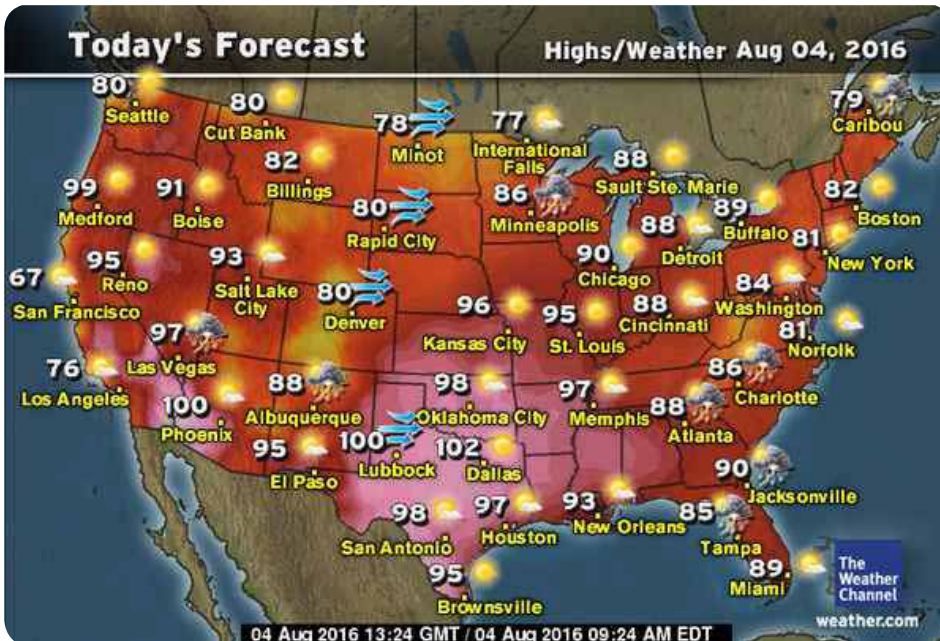 Today's Forecast
Highs/Weather Aug 04, 2016
80
Seattle
80
Cut Bank
78
Minot
77
International
Falls
79
Caribou
82
Billings
88
Sault Ste. Marie
99
Medford
91
Boise
80
Rapid City
86
Minneapolis
88
Detroit
89
Buffalo
82
Boston
81
New York
67
San Francisco
95
Reno
93
Salt Lake
City
80
Denver
90
Chicago
84
Washington
96
Kansas City
95
St. Louis
88
Cincinnati
81
Norfolk
97
Las Vegas
76
Los Angeles
100
Phoenix
88
Albuquerque
98
Oklahoma City
97
Memphis
86
Charlotte
88
Atlanta
95
El Paso
100
Lubbock
102
Dallas
90
Jacksonville
98
San Antonio
97
Houston
93
New Orleans
85
Tampa
95
Brownsville
89
Miami
The
Weather
Channel
weather.com
04 Aug 2016 13:24 GMT / 04 Aug 2016 09:24 AM EDT